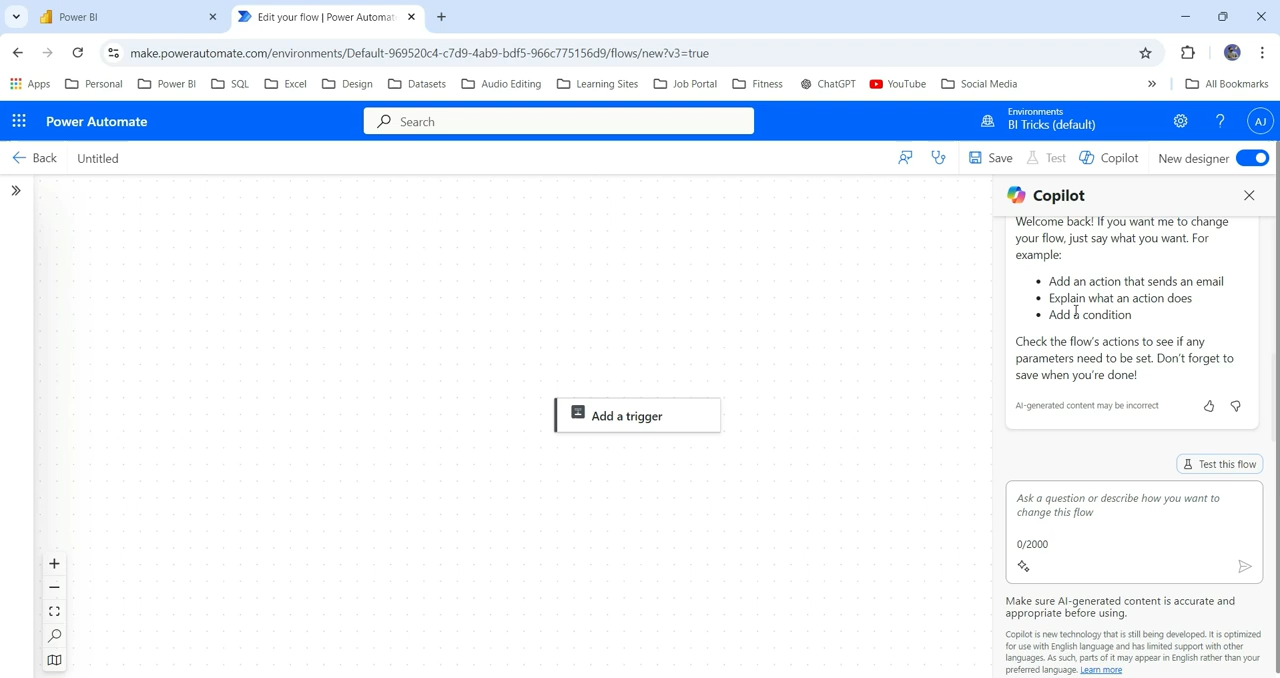 Power BI
Edit your flow | Power Automat
make.powerautomate.com/environments/Default-969520c4-c7d9-4ab9-bdf5-966c775156d9/flows/new?v3=true
Apps Personal Power BI SQL Excel Design Datasets Audio Editing Learning Sites Job Portal Fitness ChatGPT YouTube Social Media » All Bookmarks
Power Automate
Search
Environments
BI Tricks (default)
?
AJ
Back
Untitled
Save
Test
Copilot
New designer
Copilot
Welcome back! If you want me to change
your flow, just say what you want. For
example:
• Add an action that sends an email
• Explain what an action does
• Add a condition
Check the flow's actions to see if any
parameters need to be set. Don't forget to
save when you're done!
AI-generated content may be incorrect
Add a trigger
Test this flow
Ask a question or describe how you want to
change this flow
0/2000
Make sure AI-generated content is accurate and
appropriate before using.
Copilot is new technology that is still being developed. It is optimized
for use with English language and has limited support with other
languages. As such, parts of it may appear in English rather than your
preferred language. Learn more